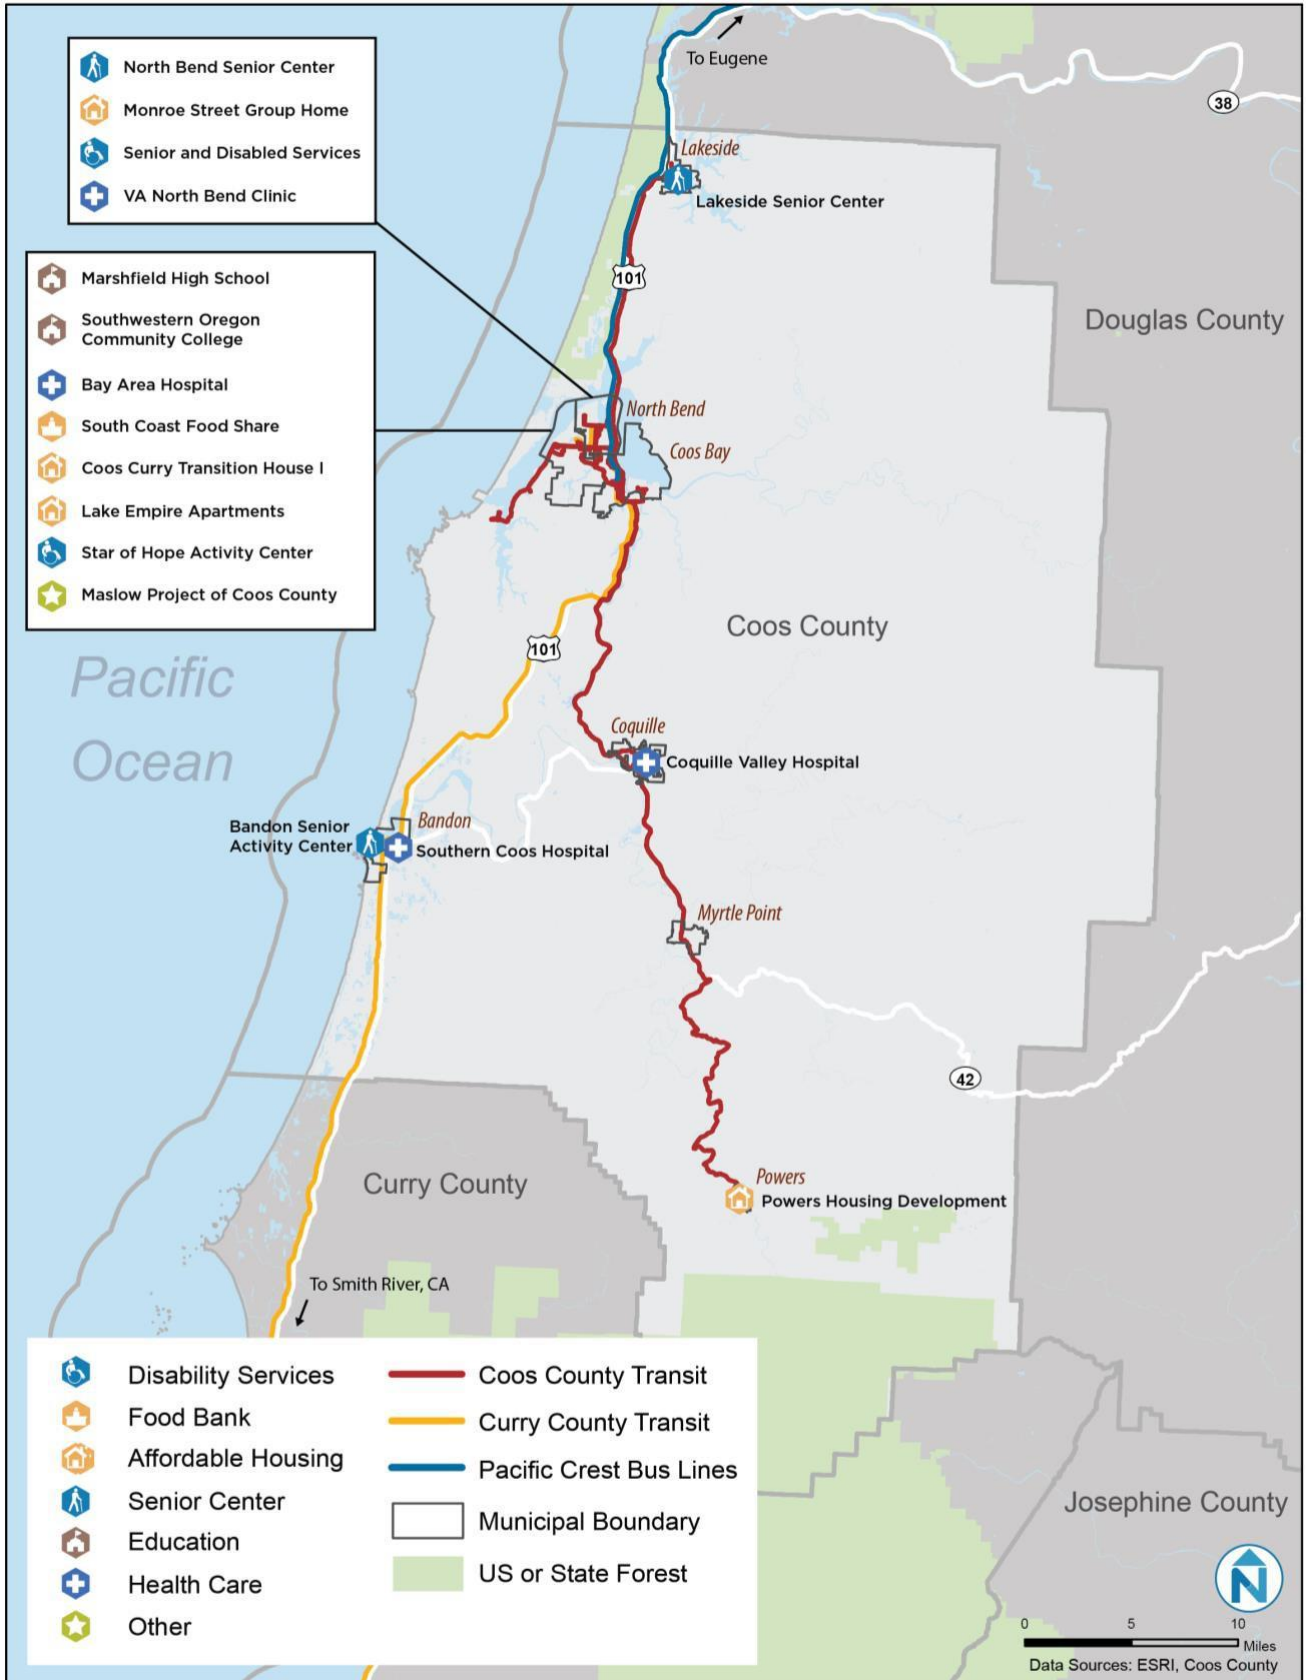 To Eugene
38
North Bend Senior Center
Monroe Street Group Home
Senior and Disabled Services
VA North Bend Clinic
Lakeside
Lakeside Senior Center
101
Marshfield High School
Southwestern Oregon
Community College
Bay Area Hospital
South Coast Food Share
Coos Curry Transition House I
Lake Empire Apartments
Star of Hope Activity Center
Maslow Project of Coos County
Douglas County
North Bend
Coos Bay
Coos County
101
Pacific
Ocean
Coquille
Coquille Valley Hospital
Bandon Senior
Activity Center
Bandon
Southern Coos Hospital
Myrtle Point
42
Powers
Powers Housing Development
Curry County
To Smith River, CA
Disability Services
Food Bank
Affordable Housing
Senior Center
Education
Health Care
Other
Coos County Transit
Curry County Transit
Pacific Crest Bus Lines
Municipal Boundary
US or State Forest
Josephine County
N
0 5 10
Miles
Data Sources: ESRI, Coos County